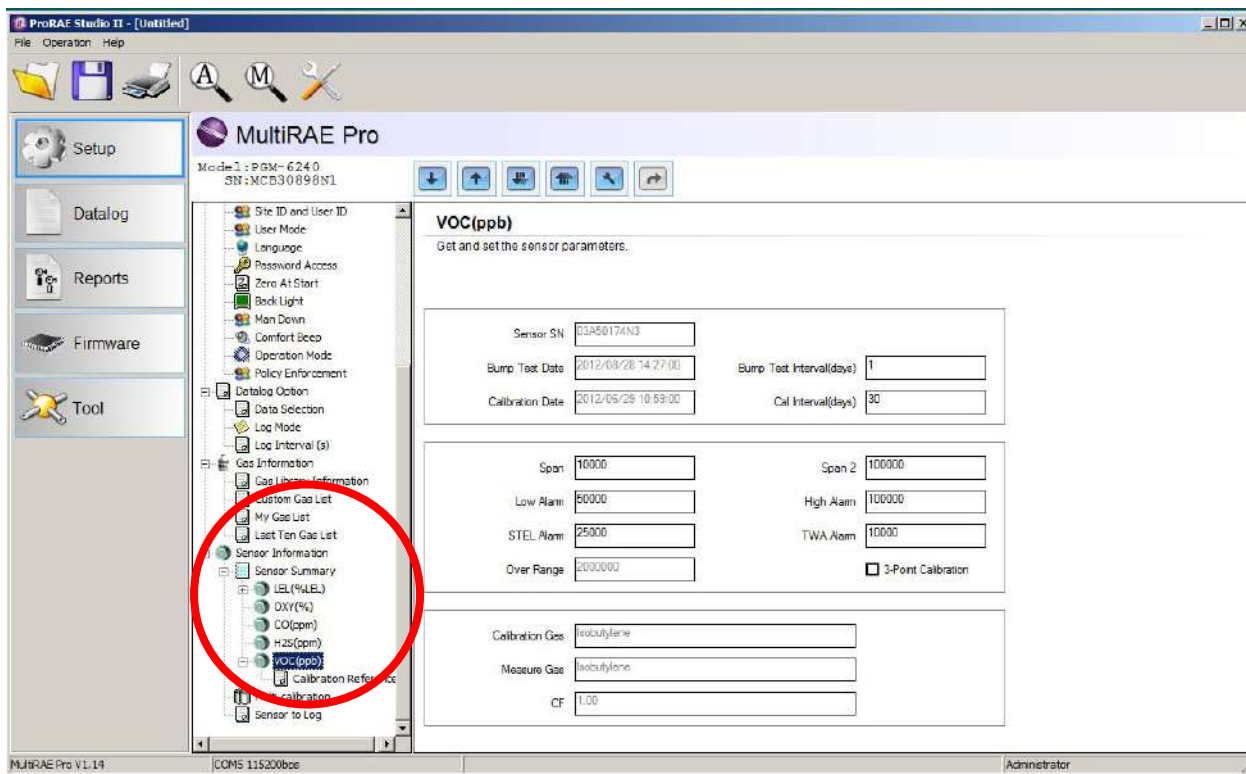 ProRAE Studio II - [Untitled]
File Operation Help
A M
Setup
Datalog
Reports
Firmware
Tool
MultiRAE Pro
Model:PGM-6240
SN:MCB30898N1
Site ID and User ID
User Mode
Language
Password Access
Zero At Start
Back Light
Man Down
Comfort Beep
Operation Mode
Policy Enforcement
Datalog Option
Data Selection
Log Mode
Log Interval (s)
Gas Information
Gas Library Information
Custom Gas List
My Gas List
Last Ten Gas List
Sensor Information
Sensor Summary
LEL(%LEL)
OXY(%)
CO(ppm)
H2S(ppm)
VOC(ppb)
Calibration Reference
calibration
Sensor to Log
VOC(ppb)
Get and set the sensor parameters.
Sensor SN 03A50174N3
Bump Test Date 2012/08/28 14:27:00 Bump Test Interval(days) 1
Calibration Date 2012/06/29 10:59:00 Cal Interval(days) 30
Span 10000 Span 2 100000
Low Alarm 50000 High Alarm 100000
STEL Alarm 25000 TWA Alarm 10000
Over Range 2000000 3-Point Calibration
Calibration Gas Isobutylene
Measure Gas Isobutylene
CF 1.00
MultiRAE Pro V1.14 COM5 115200bps Administrator